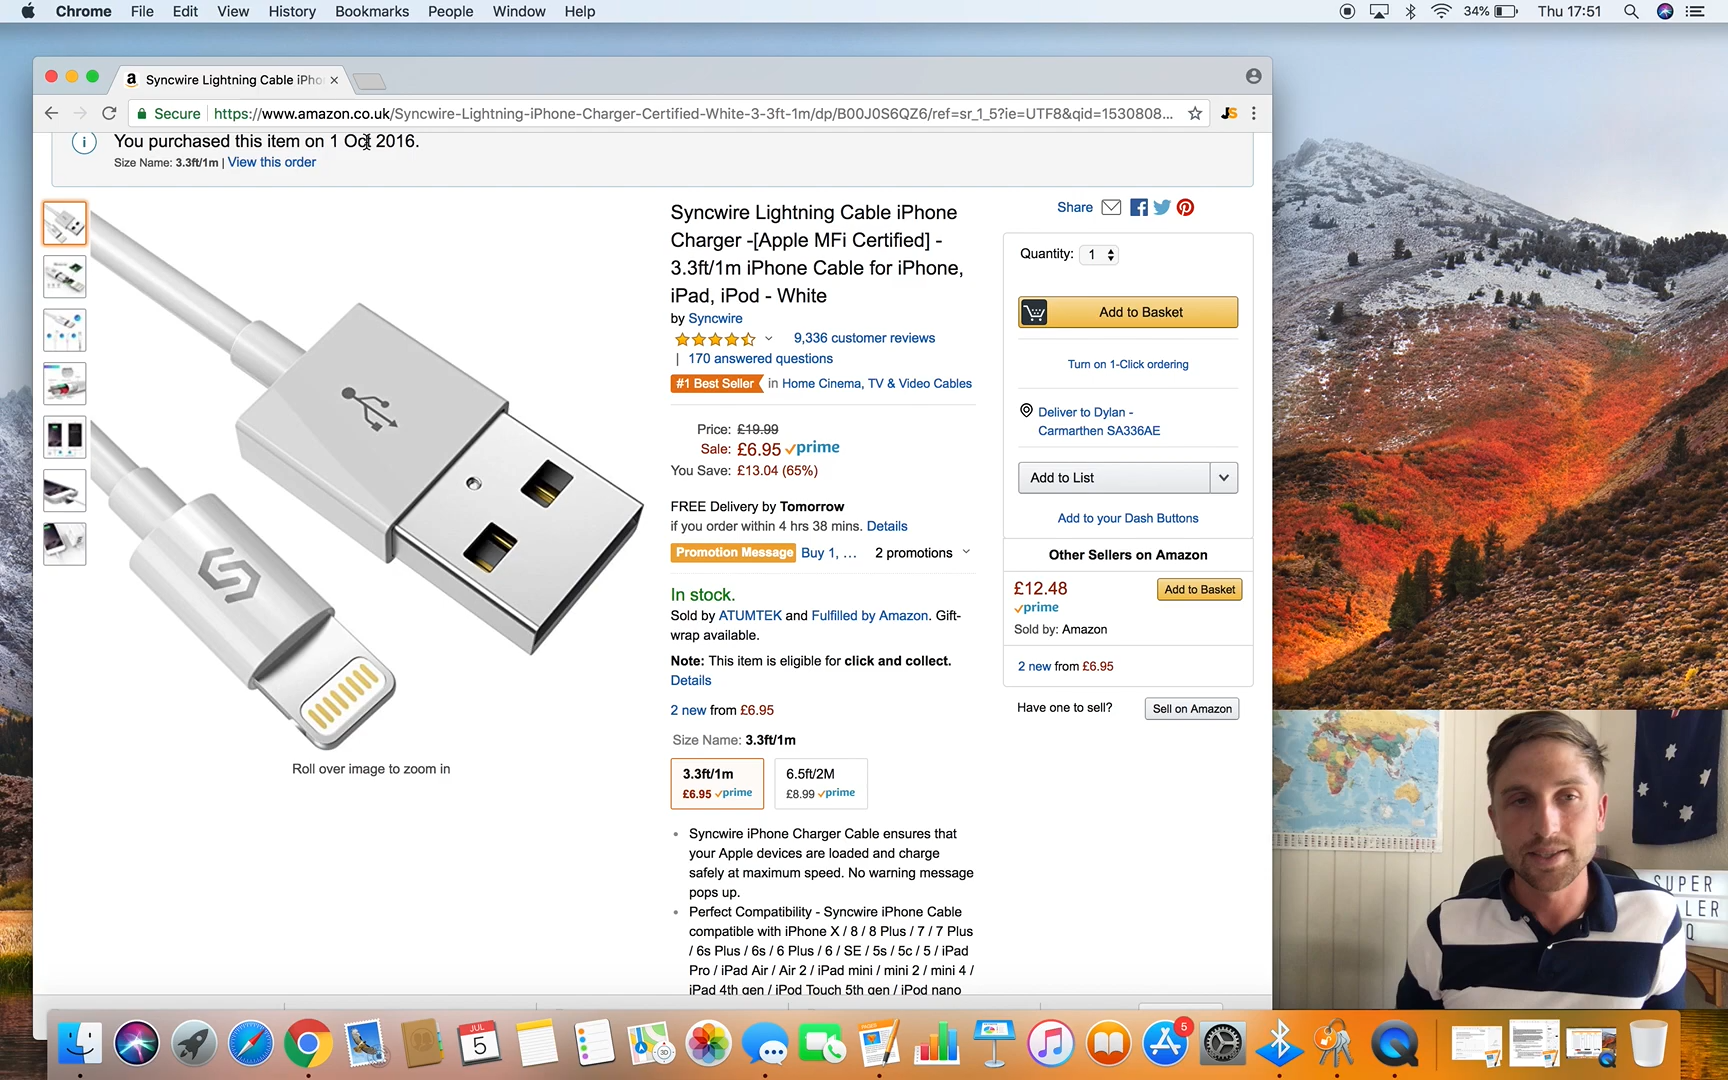 Chrome File Edit View History Bookmarks People Window Help
34% Thu 17:51
Syncwire Lightning Cable iPho
Secure https://www.amazon.co.uk/Syncwire-Lightning-iPhone-Charger-Certified-White-3-3ft-1m/dp/B00J0S6QZ6/ref=sr_1_5?ie=UTF8&qid=1530808...
JS
You purchased this item on 1 Oct 2016.
Size Name: 3.3ft/1m | View this order
Syncwire Lightning Cable iPhone
Charger -[Apple MFi Certified] -
3.3ft/1m iPhone Cable for iPhone,
iPad, iPod - White
by Syncwire
9,336 customer reviews
| 170 answered questions
#1 Best Seller in Home Cinema, TV & Video Cables
Price: £19.99
Sale: £6.95 prime
You Save: £13.04 (65%)
FREE Delivery by Tomorrow
if you order within 4 hrs 38 mins. Details
Promotion Message Buy 1, ... 2 promotions
In stock.
Sold by ATUMTEK and Fulfilled by Amazon. Gift-
wrap available.
Note: This item is eligible for click and collect.
Details
2 new from £6.95
Size Name: 3.3ft/1m
3.3ft/1m
£6.95 prime
6.5ft/2M
£8.99 prime
Syncwire iPhone Charger Cable ensures that
your Apple devices are loaded and charge
safely at maximum speed. No warning message
pops up.
Perfect Compatibility - Syncwire iPhone Cable
compatible with iPhone X / 8 / 8 Plus / 7 / 7 Plus
/ 6s Plus / 6s / 6 Plus / 6 / SE / 5s / 5c / 5 / iPad
Pro / iPad Air / Air 2 / iPad mini / mini 2 / mini 4 /
iPad 4th gen / iPod Touch 5th gen / iPod nano
Roll over image to zoom in
Share
Quantity: 1
Add to Basket
Turn on 1-Click ordering
Deliver to Dylan -
Carmarthen SA336AE
Add to List
Add to your Dash Buttons
Other Sellers on Amazon
£12.48 Add to Basket
prime
Sold by: Amazon
2 new from £6.95
Have one to sell? Sell on Amazon
SUPER
LER
Q
JUL
5
PAGES
5